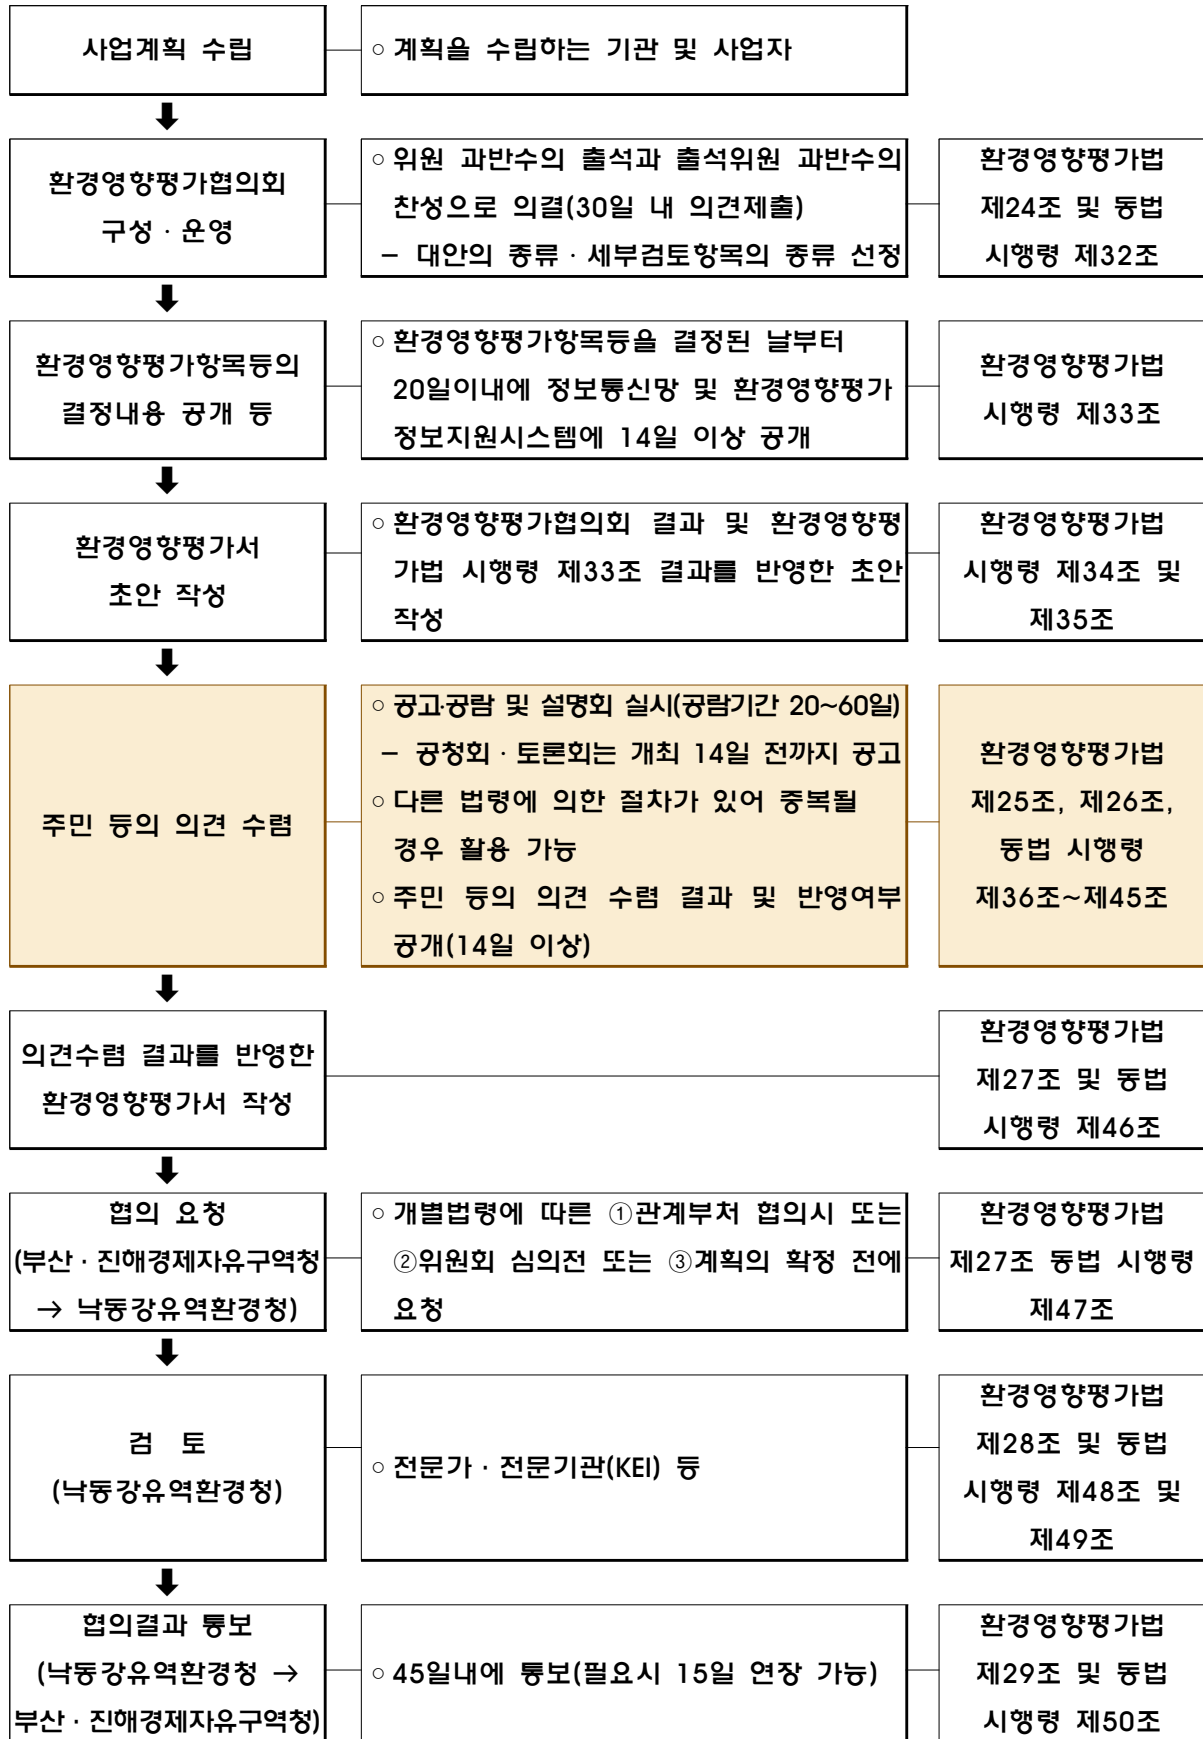 사업계획 수립
○ 계획을 수립하는 기관 및 사업자
환경영향평가협의회
구성 · 운영
○ 위원 과반수의 출석과 출석위원 과반수의
찬성으로 의결(30일 내 의견제출)
- 대안의 종류 · 세부검토항목의 종류 선정
환경영향평가법
제24조 및 동법
시행령 제32조
환경영향평가항목등의
결정내용 공개 등
○ 환경영향평가항목등을 결정된 날부터
20일이내에 정보통신망 및 환경영향평가
정보지원시스템에 14일 이상 공개
환경영향평가법
시행령 제33조
환경영향평가서
초안 작성
○ 환경영향평가협의회 결과 및 환경영향평
가법 시행령 제33조 결과를 반영한 초안
작성
환경영향평가법
시행령 제34조 및
제35조
주민 등의 의견 수렴
○ 공고·공람 및 설명회 실시(공람기간 20~60일)
- 공청회 · 토론회는 개최 14일 전까지 공고
○ 다른 법령에 의한 절차가 있어 중복될
경우 활용 가능
○ 주민 등의 의견 수렴 결과 및 반영여부
공개(14일 이상)
환경영향평가법
제25조, 제26조,
동법 시행령
제36조~제45조
의견수렴 결과를 반영한
환경영향평가서 작성
환경영향평가법
제27조 및 동법
시행령 제46조
협의 요청
(부산 · 진해경제자유구역청
→ 낙동강유역환경청)
○ 개별법령에 따른 ①관계부처 협의시 또는
②위원회 심의전 또는 ③계획의 확정 전에
요청
환경영향평가법
제27조 동법 시행령
제47조
검 토
(낙동강유역환경청)
○ 전문가 · 전문기관(KEI) 등
환경영향평가법
제28조 및 동법
시행령 제48조 및
제49조
협의결과 통보
(낙동강유역환경청 →
부산 · 진해경제자유구역청)
○ 45일내에 통보(필요시 15일 연장 가능)
환경영향평가법
제29조 및 동법
시행령 제50조